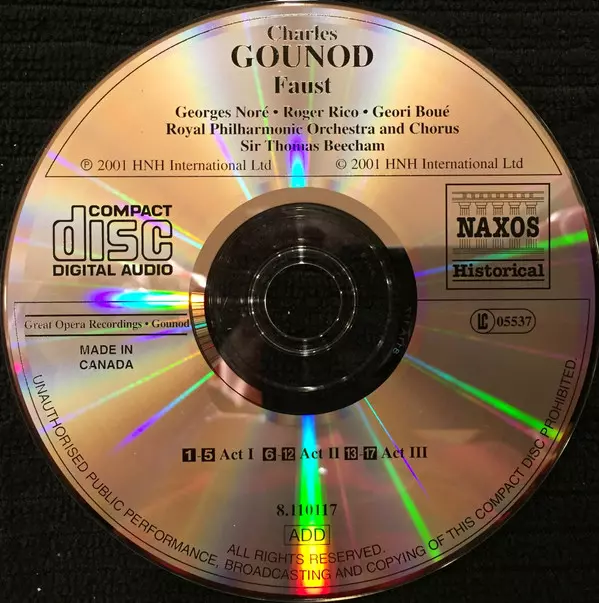 Charles
GOUNOD
Faust
Georges Noré • Roger Rico • Geori Boué
Royal Philharmonic Orchestra and Chorus
Sir Thomas Beecham
℗ 2001 HNH International Ltd © 2001 HNH International Ltd
COMPACT
disc
DIGITAL AUDIO
NAXOS
Historical
Great Opera Recordings • Gounod
LC 05537
MADE IN
CANADA
1-5 Act I 6-12 Act II 13-17 Act III
8.110117
ADD
ALL RIGHTS RESERVED.
UNAUTHORISED PUBLIC PERFORMANCE, BROADCASTING AND COPYING OF THIS COMPACT DISC PROHIBITED.